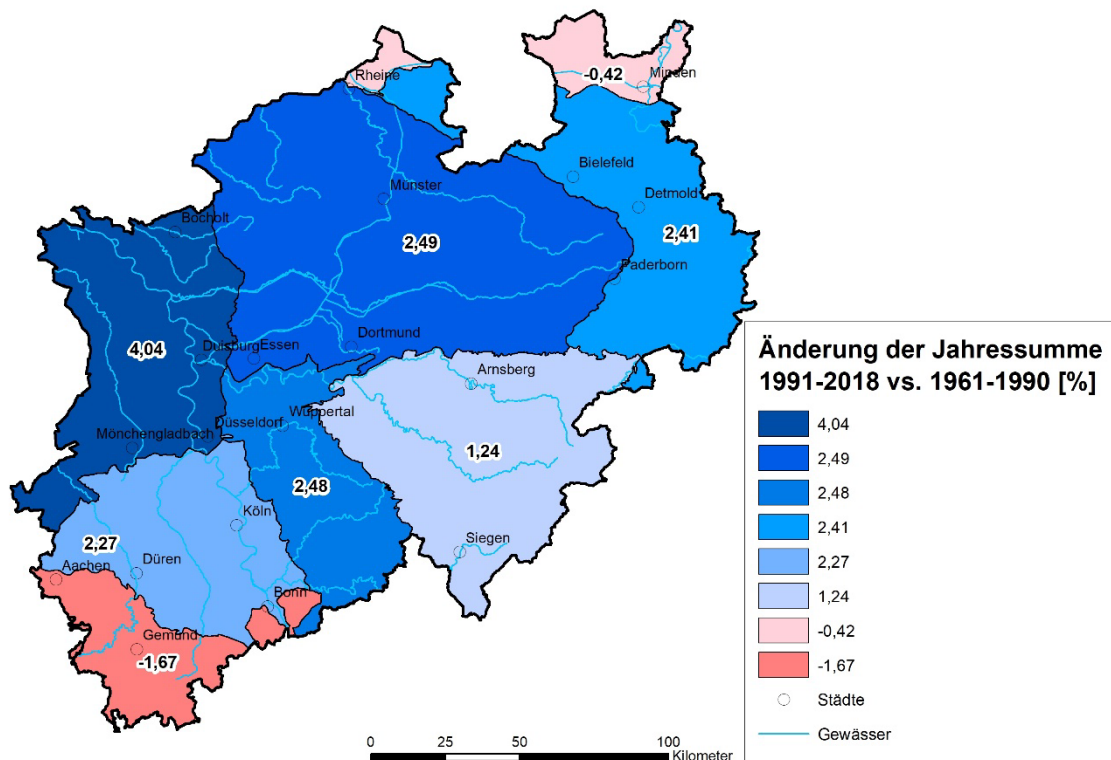 Rheine
-0,42
Minden
Bielefeld
Münster
Detmold
Bocholt
2,49
2,41
Paderborn
4,04
Duisburg
Essen
Dortmund
Arnsberg
Düsseldorf
Wuppertal
Mönchengladbach
1,24
2,48
Köln
2,27
Siegen
Düren
Aachen
Bonn
Gemünd
-1,67
Änderung der Jahressumme
1991-2018 vs. 1961-1990 [%]
4,04
2,49
2,48
2,41
2,27
1,24
-0,42
-1,67
Städte
Gewässer
0 25 50 100
Kilometer